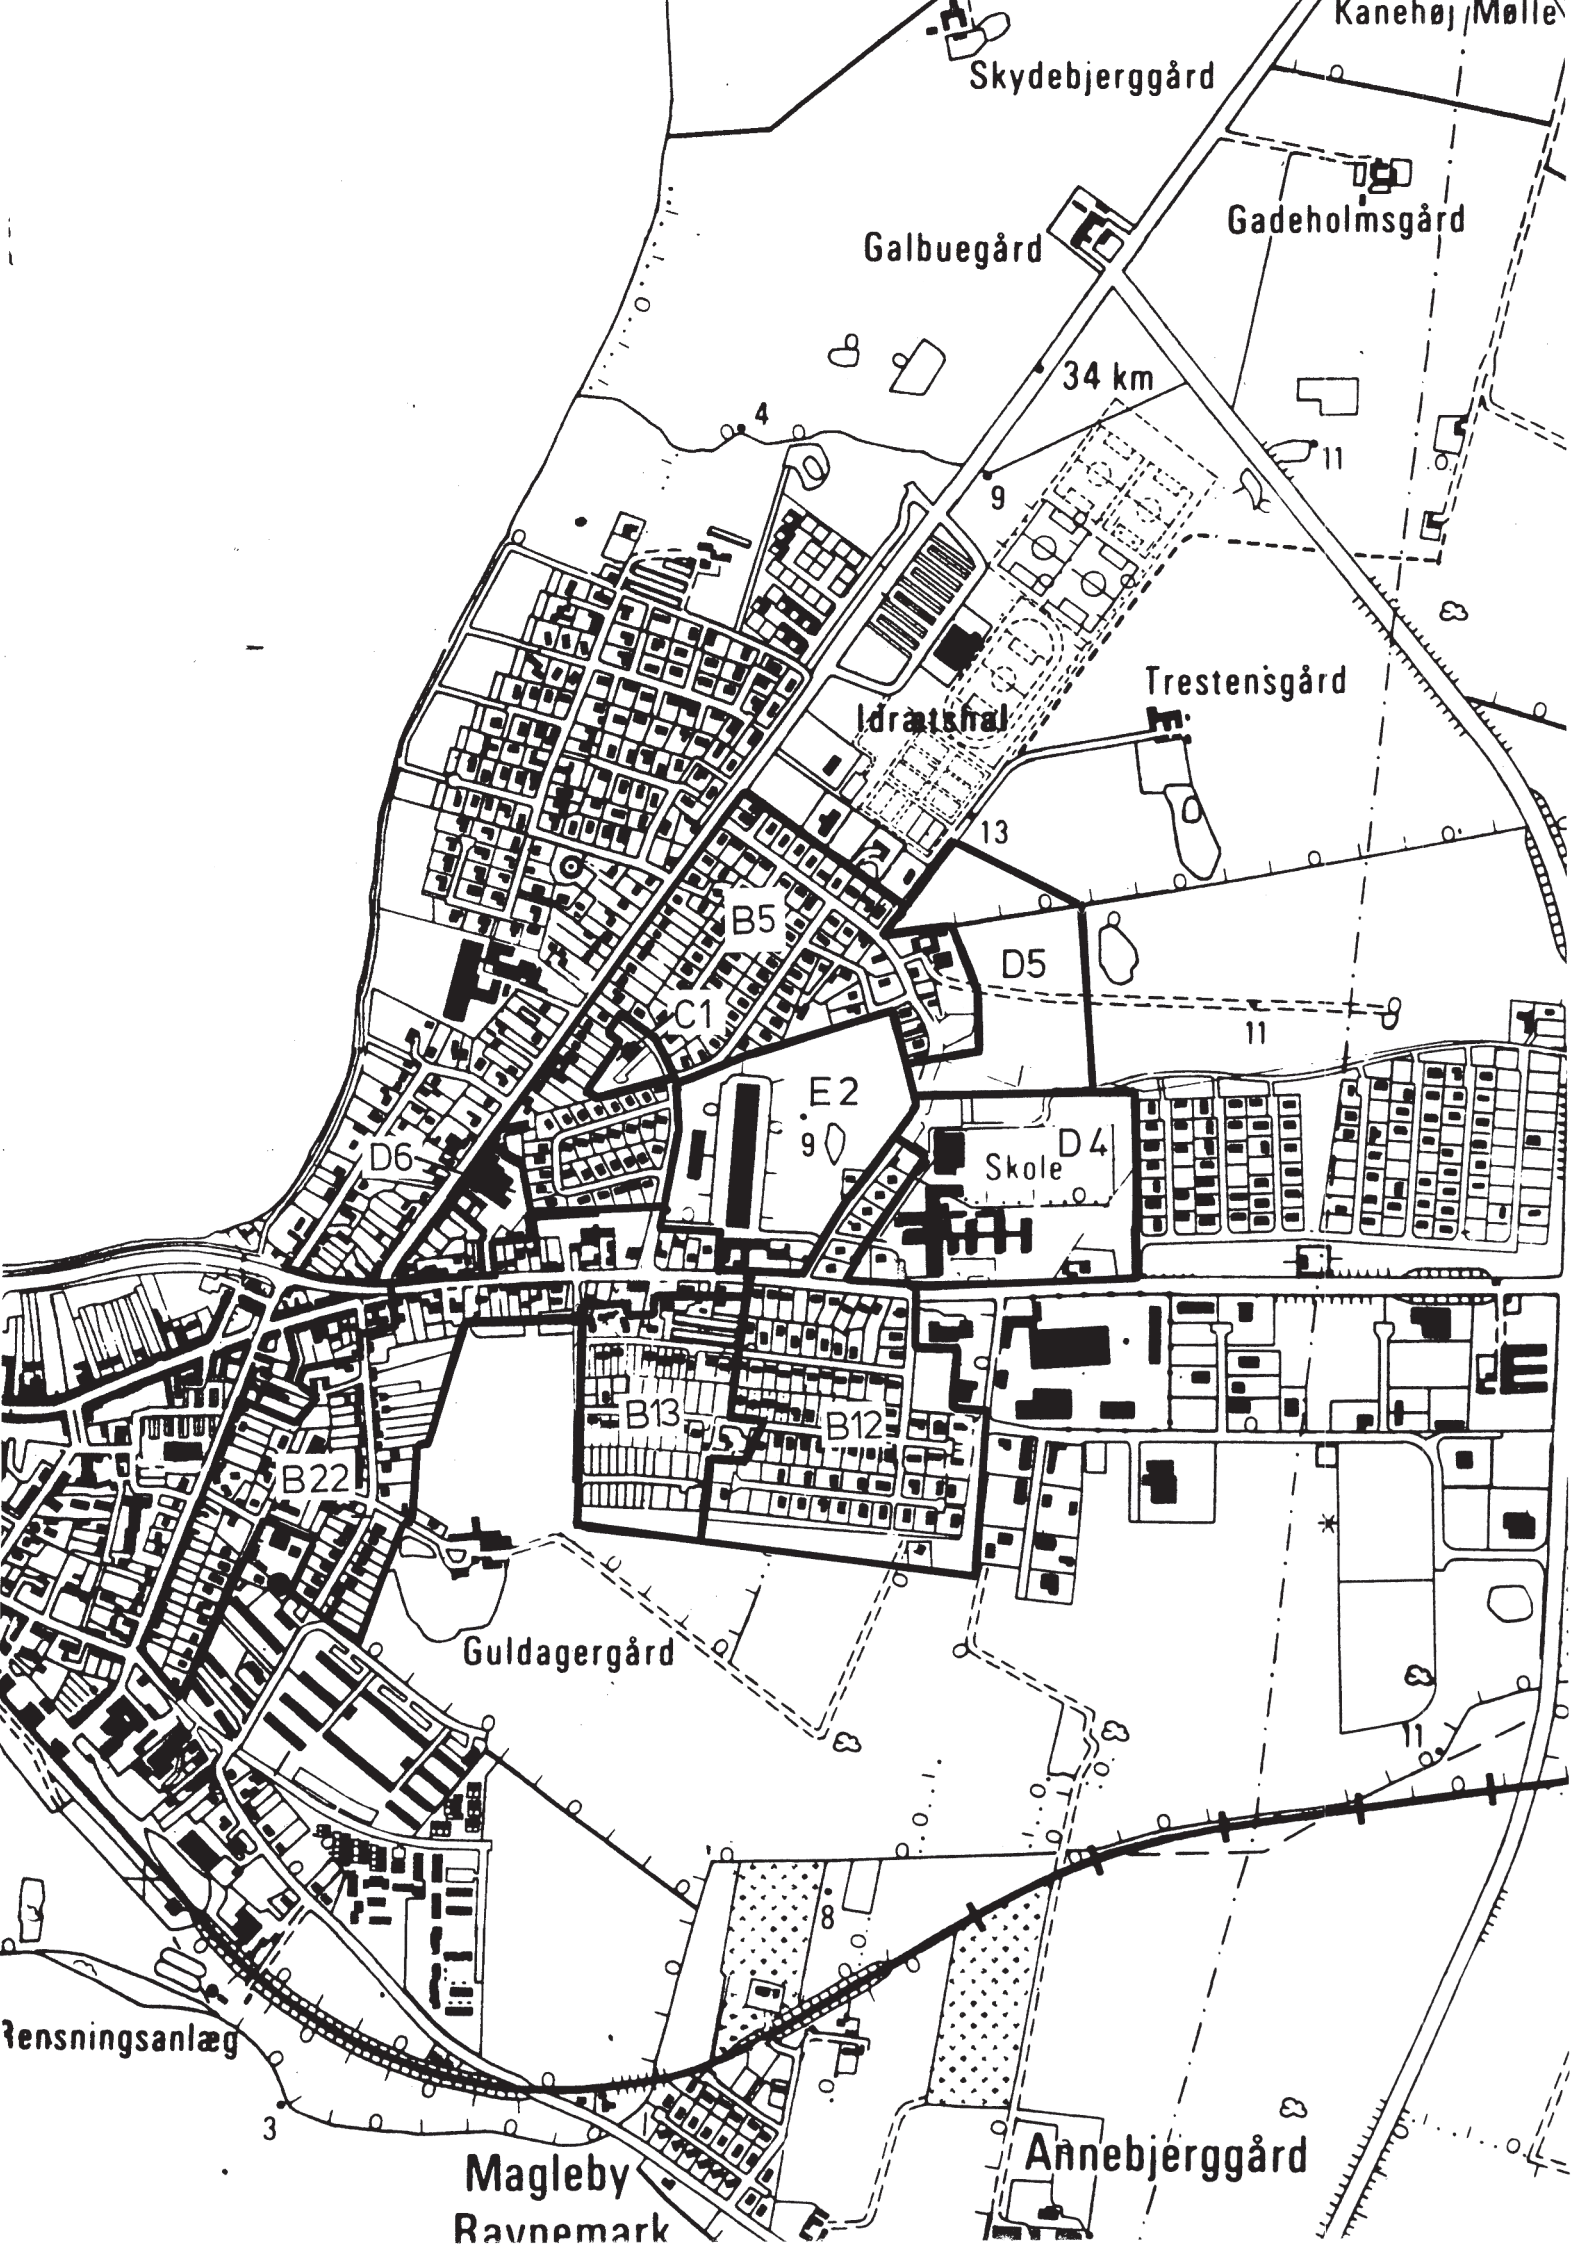 Kanehøj Mølle
Skydebjerggård
Gadeholmsgård
Galbuegård
34 km
4
11
9
Trestensgård
Idrætshal
13
B5
D5
C1
11
E2
9
D4
Skole
D6
B13
B12
B22
Guldagergård
11
8
Rensningsanlæg
3
Annebjerggård
Magleby
Ravnemark